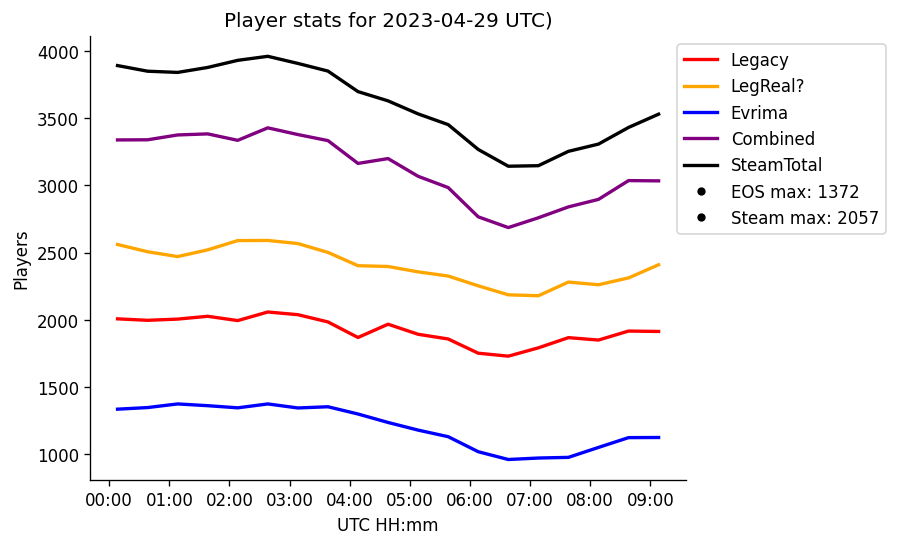 Player stats for 2023-04-29 UTC)
4000
3500
3000
2500
2000
1500
1000
Players
00:00 01:00 02:00 03:00 04:00 05:00 06:00 07:00 08:00 09:00
UTC HH:mm
Legacy
LegReal?
Evrima
Combined
SteamTotal
EOS max: 1372
Steam max: 2057